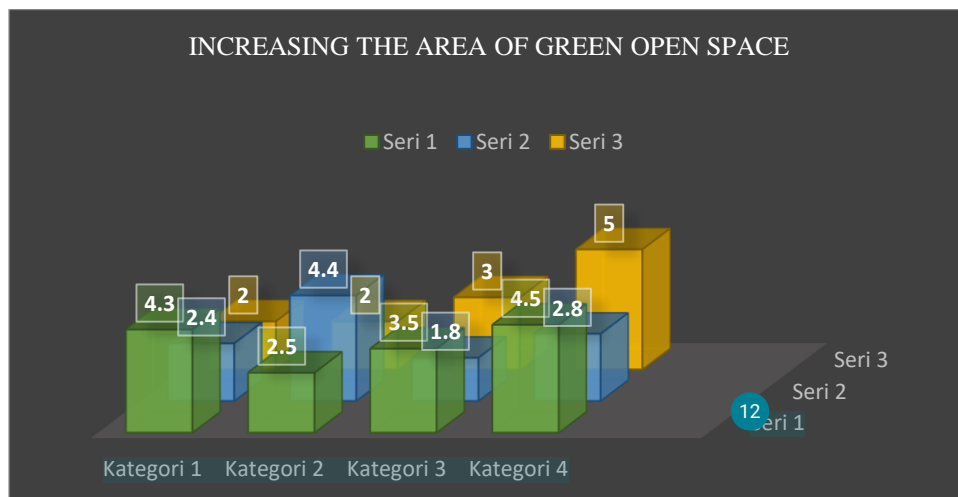 INCREASING THE AREA OF GREEN OPEN SPACE
Seri 1 Seri 2 Seri 3
5
4.4
2 2 3
4.3 2.4 4.5 2.8
2.5 3.5 1.8
Seri 3
Seri 2
12
Seri 1
Kategori 1 Kategori 2 Kategori 3 Kategori 4